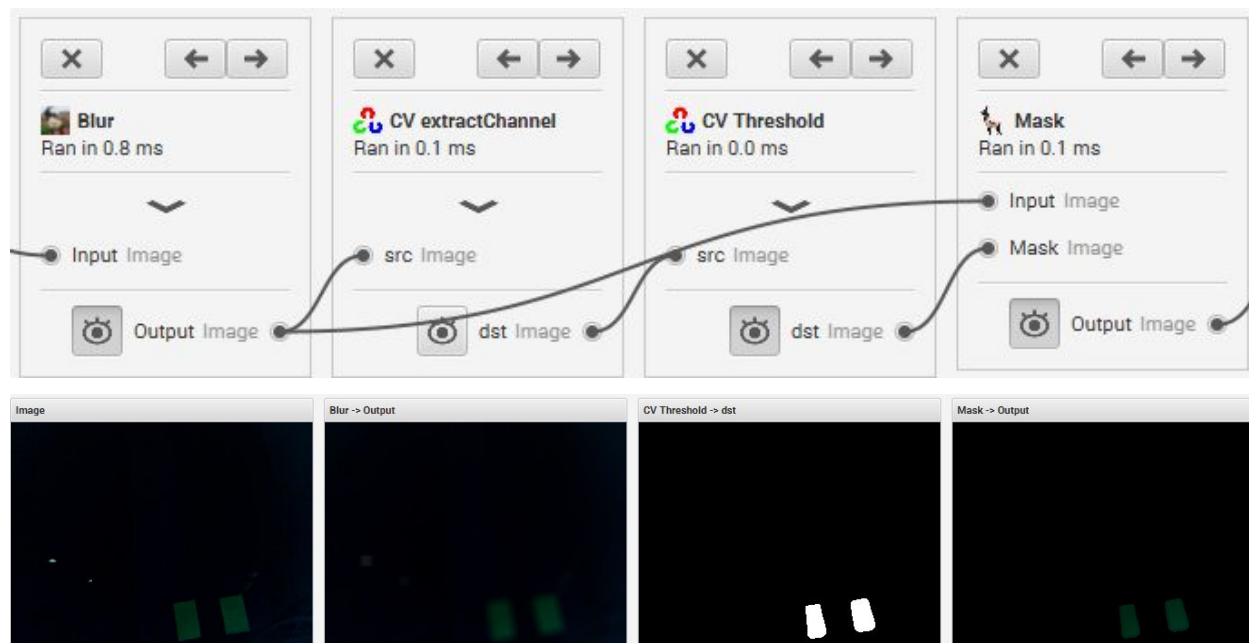 Blur
Ran in 0.8 ms
Input Image
Output Image
CV extractChannel
Ran in 0.1 ms
src Image
dst Image
CV Threshold
Ran in 0.0 ms
src Image
dst Image
Mask
Ran in 0.1 ms
Input Image
Mask Image
Output Image
Image
Blur -> Output
CV Threshold -> dst
Mask -> Output